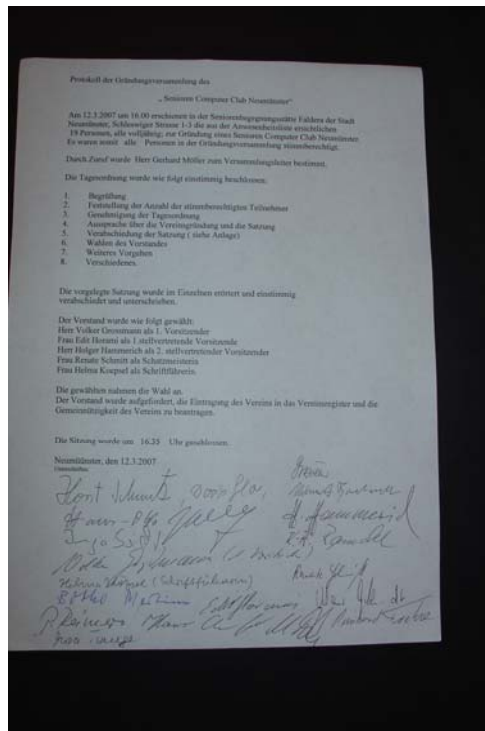 Protokoll der Gründungsversammlung des
„ Senioren Computer Club Neumünster“
Am 12.3.2007 um 16.00 erschienen in der Seniorenbegegnungsstätte Faldera der Stadt
Neumünster, Schleswiger Strasse 1-3 die aus der Anwesenheitsliste ersichtlichen
19 Personen, alle volljährig, zur Gründung eines Senioren Computer Club Neumünster
Es waren somit alle Personen in der Gründungsversammlung stimmberechtigt.
Durch Zuruf wurde Herr Gerhard Möller zum Versammlungsleiter bestimmt.
Die Tagesordnung wurde wie folgt einstimmig beschlossen:
1. Begrüßung
2. Feststellung der Anzahl der stimmberechtigten Teilnehmer
3. Genehmigung der Tagesordnung
4. Aussprache über die Vereinsgründung und die Satzung
5. Verabschiedung der Satzung ( siehe Anlage)
6. Wahlen des Vorstandes
7. Weiteres Vorgehen
8. Verschiedenes.
Die vorgelegte Satzung wurde im Einzelnen erörtert und einstimmig
verabschiedet und unterschrieben.
Der Vorstand wurde wie folgt gewählt:
Herr Volker Grossmann als 1. Vorsitzender
Frau Edit Horami als 1.stellvertretende Vorsitzende
Herr Holger Hammerich als 2. stellvertretender Vorsitzender
Frau Renate Schmitt als Schatzmeisterin
Frau Helma Koepsel als Schriftführerin.
Die gewählten nahmen die Wahl an.
Der Vorstand wurde aufgefordert, die Eintragung des Vereins in das Vereinsregister und die
Gemeinnützigkeit des Vereins zu beantragen.
Die Sitzung wurde um 16.35 Uhr geschlossen.
Neumünster, den 12.3.2007
Horst
H. Hammerich
(Schriftführerin)
P. Reimers